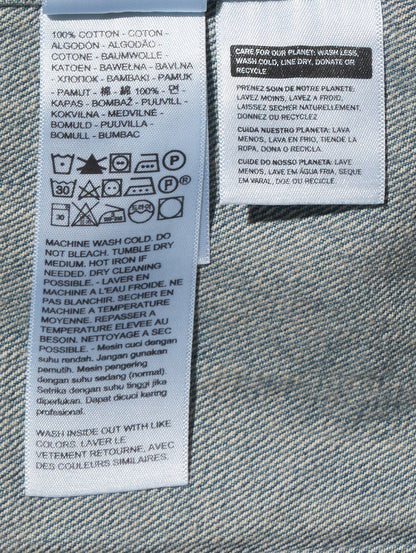 100% COTTON - COTON -
ALGODÓN - ALGODÃO -
COTONE - BAUMWOLLE -
KATOEN - BAWEŁNA - BAVLNA
- ХЛОПОК - BAMBAKI - PAMUK
- PAMUT - 棉 - 綿 100% - 면
KAPAS - BOMBAŽ - PUUVILL -
KOKVILNA - MEDVILNĖ -
BOMULD - PUUVILLA -
BOMULL - BUMBAC
P
30
P
MACHINE WASH COLD. DO
NOT BLEACH. TUMBLE DRY
MEDIUM. HOT IRON IF
NEEDED. DRY CLEANING
POSSIBLE. - LAVER EN
MACHINE A L'EAU FROIDE. NE
PAS BLANCHIR. SECHER EN
MACHINE A TEMPERATURE
MOYENNE. REPASSER A
TEMPERATURE ELEVEE AU
BESOIN. NETTOYAGE A SEC
POSSIBLE. - Mesin cuci dengan
suhu rendah. Jangan gunakan
pemutih. Mesin pengering
dengan suhu sedang (normal).
Setrika dengan suhu tinggi jika
diperlukan. Dapat dicuci kering
profesional.
WASH INSIDE OUT WITH LIKE
COLORS. LAVER LE
VETEMENT RETOURNE, AVEC
DES COULEURS SIMILAIRES.
CARE FOR OUR PLANET: WASH LESS,
WASH COLD, LINE DRY, DONATE OR
RECYCLE
PRENEZ SOIN DE NOTRE PLANETE:
LAVEZ MOINS, LAVEZ A FROID,
LAISSEZ SECHER NATURELLEMENT,
DONNEZ OU RECYCLEZ
CUIDA NUESTRO PLANETA: LAVA
MENOS, LAVA EN FRIO, TIENDE LA
ROPA, DONA O RECICLA.
CUIDE DO NOSSO PLANETA: LAVE
MENOS, LAVE EM ÁGUA FRIA, SEQUE
EM VARAL, DOE OU RECICLE.